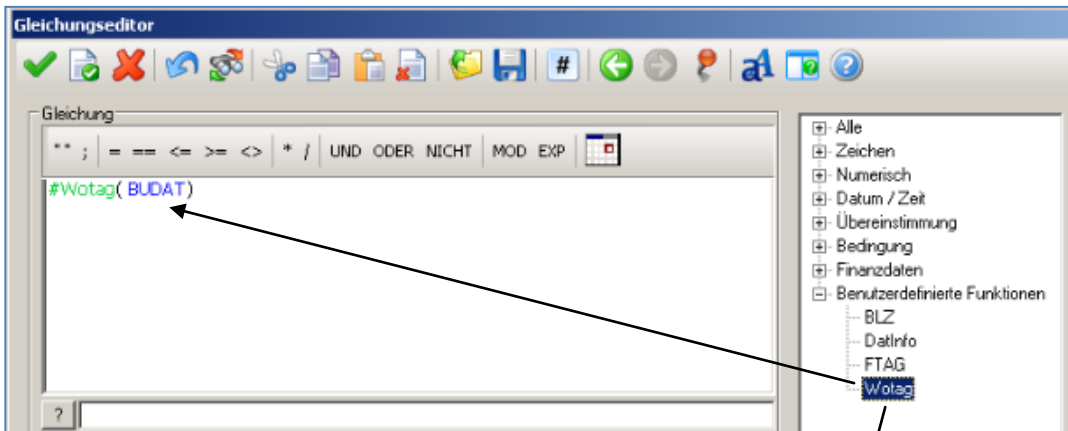 Gleichungseditor
#
a1
Gleichung
"" ; = == <= >= <> * / UND ODER NICHT MOD EXP
#Wotag( BUDAT)
?
Alle
Zeichen
Numerisch
Datum / Zeit
Übereinstimmung
Bedingung
Finanzdaten
Benutzerdefinierte Funktionen
BLZ
DatInfo
FTAG
Wotag